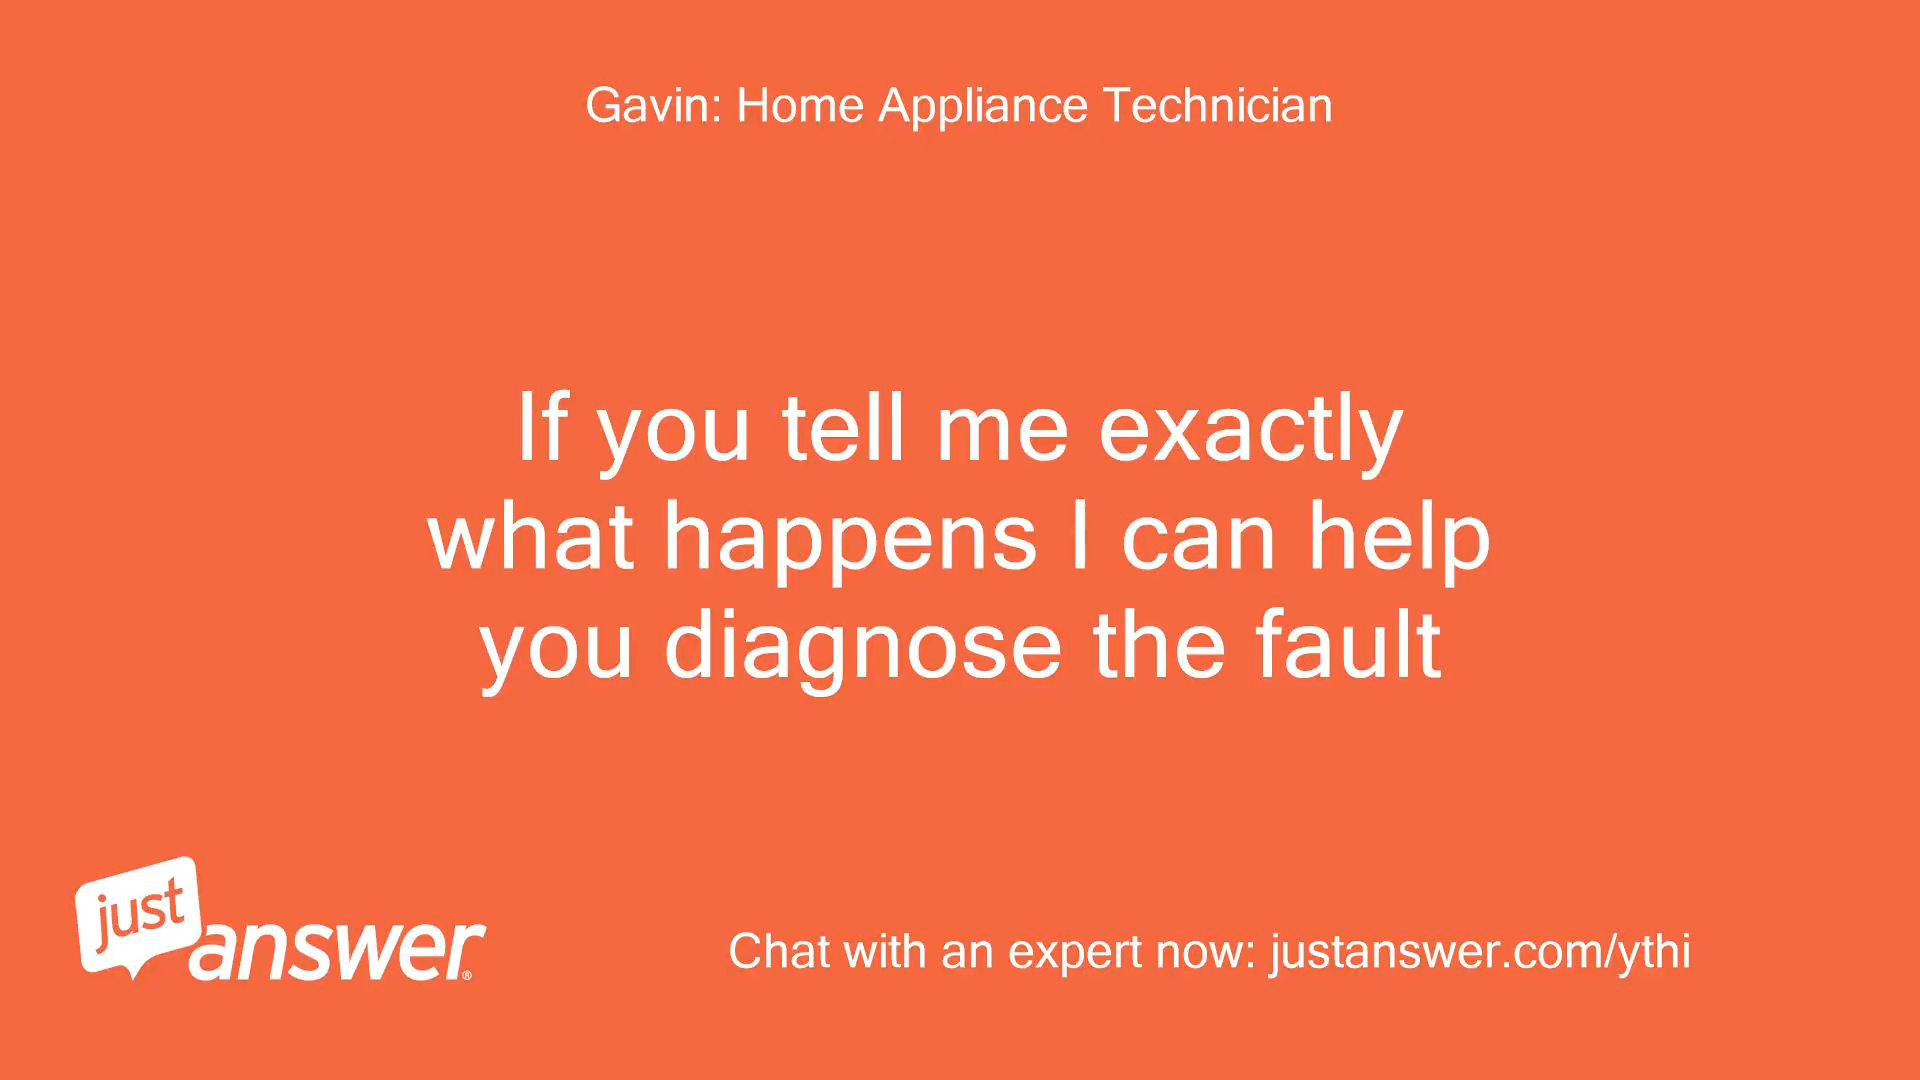 Gavin: Home Appliance Technician
If you tell me exactly
what happens I can help
you diagnose the fault
just
answer®
Chat with an expert now: justanswer.com/ythi